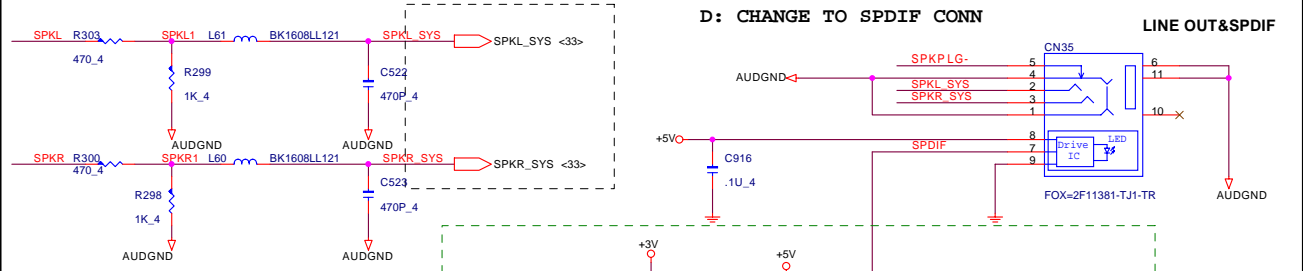 D: CHANGE TO SPDIF CONN
LINE OUT&SPDIF
SPKL R303 SPKL1 L61 BK1608LL121 SPKL_SYS SPKL_SYS <33>
470_4
R299
1K_4
C522
470P_4
AUDGND AUDGND
SPKR R300 SPKR1 L60 BK1608LL121 SPKR_SYS SPKR_SYS <33>
470_4
R298
1K_4
C523
470P_4
AUDGND AUDGND
CN35
SPKPLG- 5 6
AUDGND 4 11
SPKL_SYS 2
SPKR_SYS 3
1 10
+5V 8
SPDIF 7
9
Drive
IC
LED
C916
.1U_4
FOX=2F11381-TJ1-TR
AUDGND
+3V
+5V